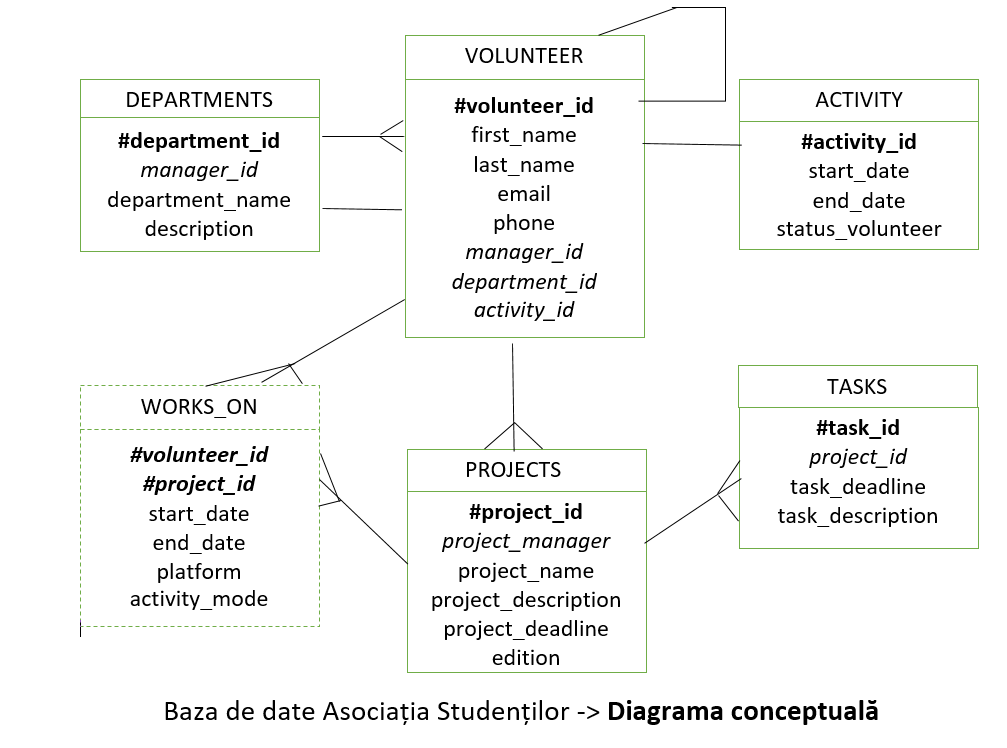 VOLUNTEER
#volunteer_id
first_name
last_name
email
phone
manager_id
department_id
activity_id
DEPARTMENTS
#department_id
manager_id
department_name
description
ACTIVITY
#activity_id
start_date
end_date
status_volunteer
WORKS_ON
#volunteer_id
#project_id
start_date
end_date
platform
activity_mode
PROJECTS
#project_id
project_manager
project_name
project_description
project_deadline
edition
TASKS
#task_id
project_id
task_deadline
task_description
Baza de date Asociația Studenților -> Diagrama conceptuală